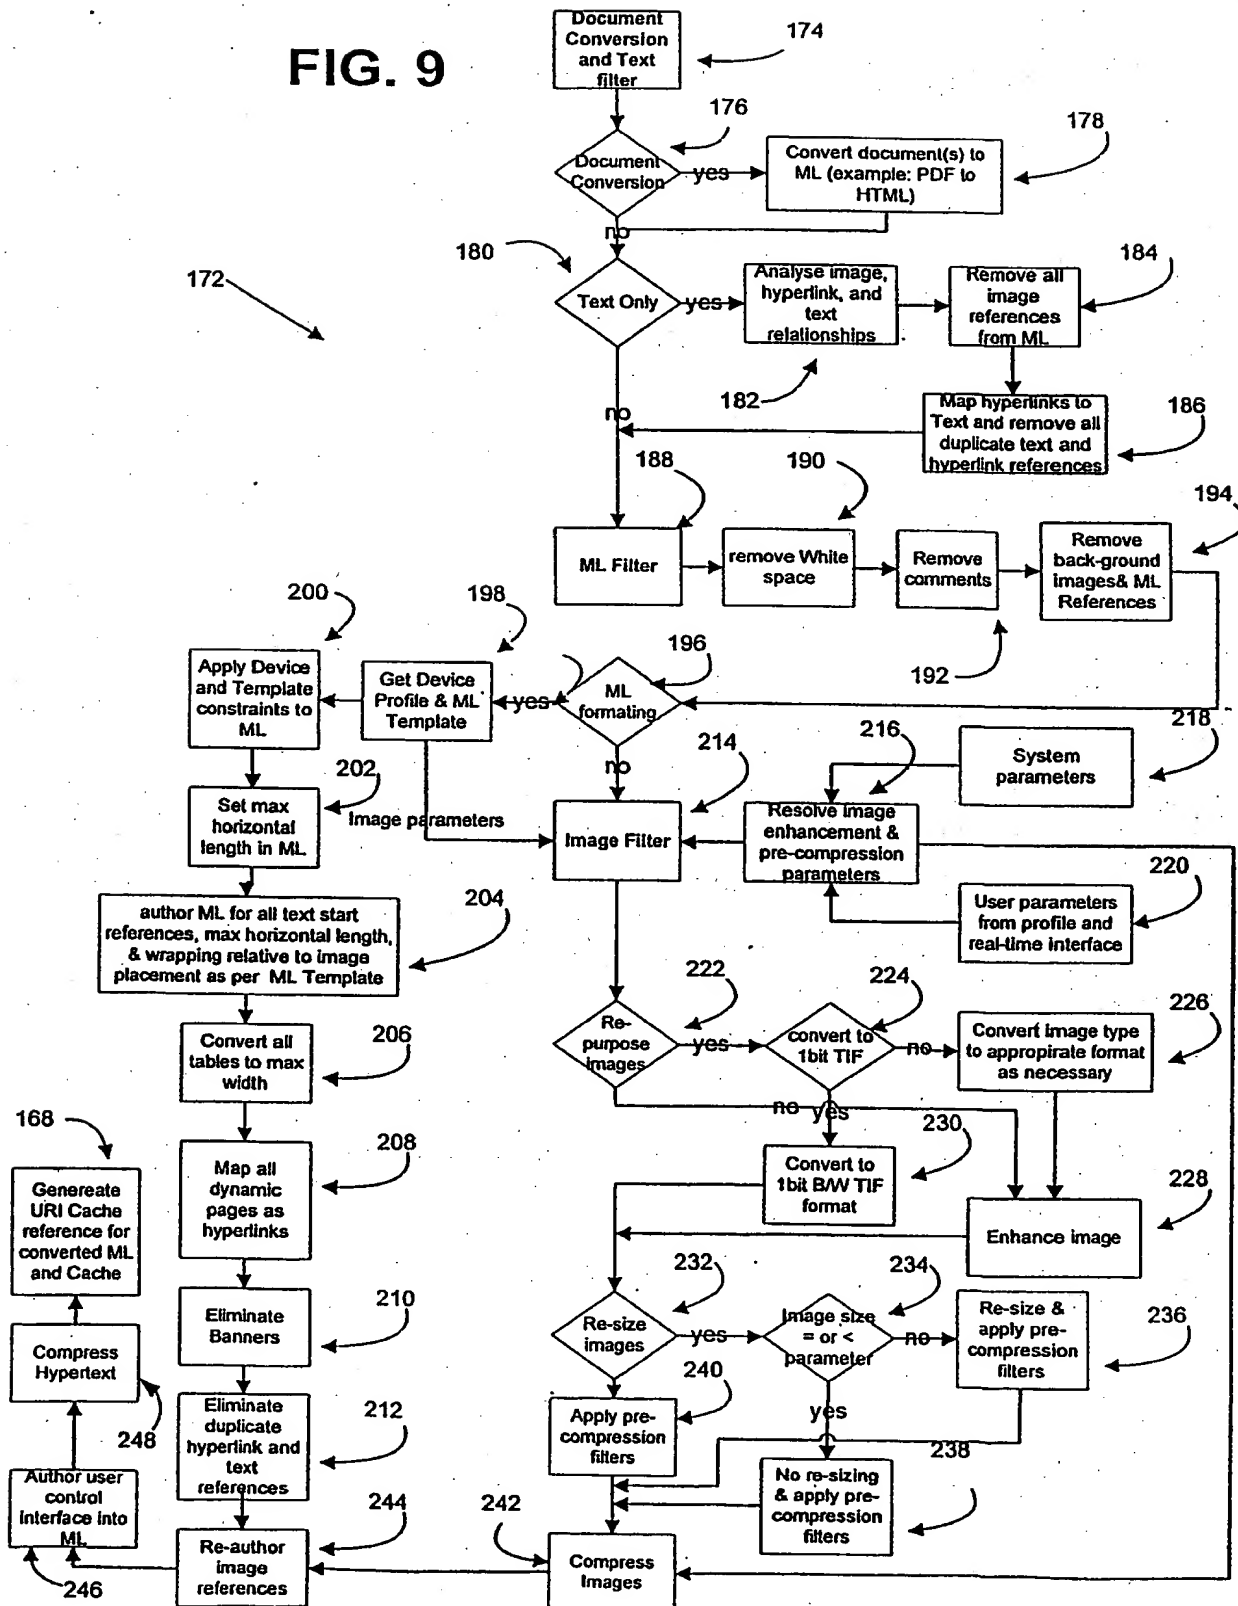 FIG. 9
Document
Conversion
and Text
filter
174
176
Document
Conversion
yes
Convert document(s) to
ML (example: PDF to
HTML)
178
no
180
172
Text Only
yes
Analyse image,
hyperlink, and
text
relationships
182
Remove all
image
references
from ML
184
no
Map hyperlinks to
Text and remove all
duplicate text and
hyperlink references
186
188
ML Filter
190
remove White
space
Remove
comments
192
Remove
back-ground
images& ML
References
194
200
Apply Device
and Template
constraints to
ML
198
Get Device
Profile & ML
Template
yes
ML
formating
196
no
202
Set max
horizontal
length in ML
Image parameters
214
Image Filter
216
Resolve image
enhancement &
pre-compression
parameters
System
parameters
218
User parameters
from profile and
real-time interface
220
author ML for all text start
references, max horizontal length,
& wrapping relative to image
placement as per ML Template
204
222
Re-
purpose
images
yes
224
convert to
1bit TIF
no
Convert image type
to appropirate format
as necessary
226
no
yes
Convert all
tables to max
width
206
230
Convert to
1bit B/W TIF
format
Enhance image
228
168
Genereate
URI Cache
reference for
converted ML
and Cache
Map all
dynamic
pages as
hyperlinks
208
232
Re-size
images
yes
234
Image size
= or <
parameter
no
Re-size &
apply pre-
compression
filters
236
Eliminate
Banners
210
Compress
Hypertext
248
240
Apply pre-
compression
filters
yes
Eliminate
duplicate
hyperlink and
text
references
212
238
No re-sizing
& apply pre-
compression
filters
Author user
control
interface into
ML
246
Re-author
image
references
244
242
Compress
Images